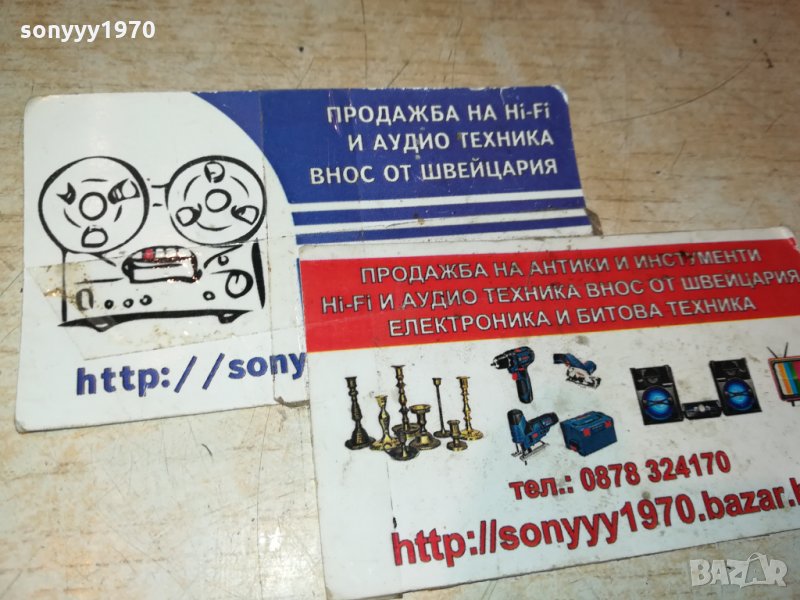 sonyyy1970
ПРОДАЖБА НА Hi-Fi
И АУДИО ТЕХНИКА
ВНОС ОТ ШВЕЙЦАРИЯ
http://sony
ПРОДАЖБА НА АНТИКИ И ИНСТУМЕНТИ
Hi-Fi И АУДИО ТЕХНИКА ВНОС ОТ ШВЕЙЦАРИЯ
ЕЛЕКТРОНИКА И БИТОВА ТЕХНИКА
тел.: 0878 324170
http://sonyyy1970.bazar.b
BAZAR